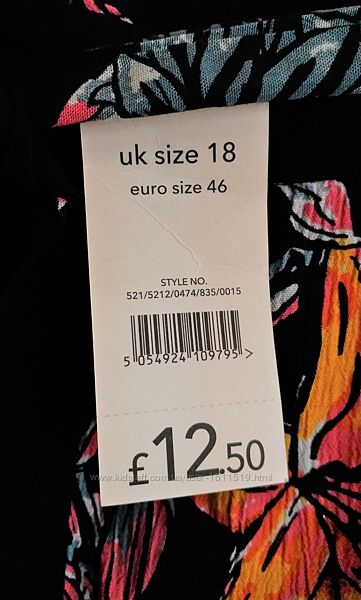 uk size 18
euro size 46
STYLE NO.
521/5212/0474/835/0015
5 054924 109795 >
£12.50